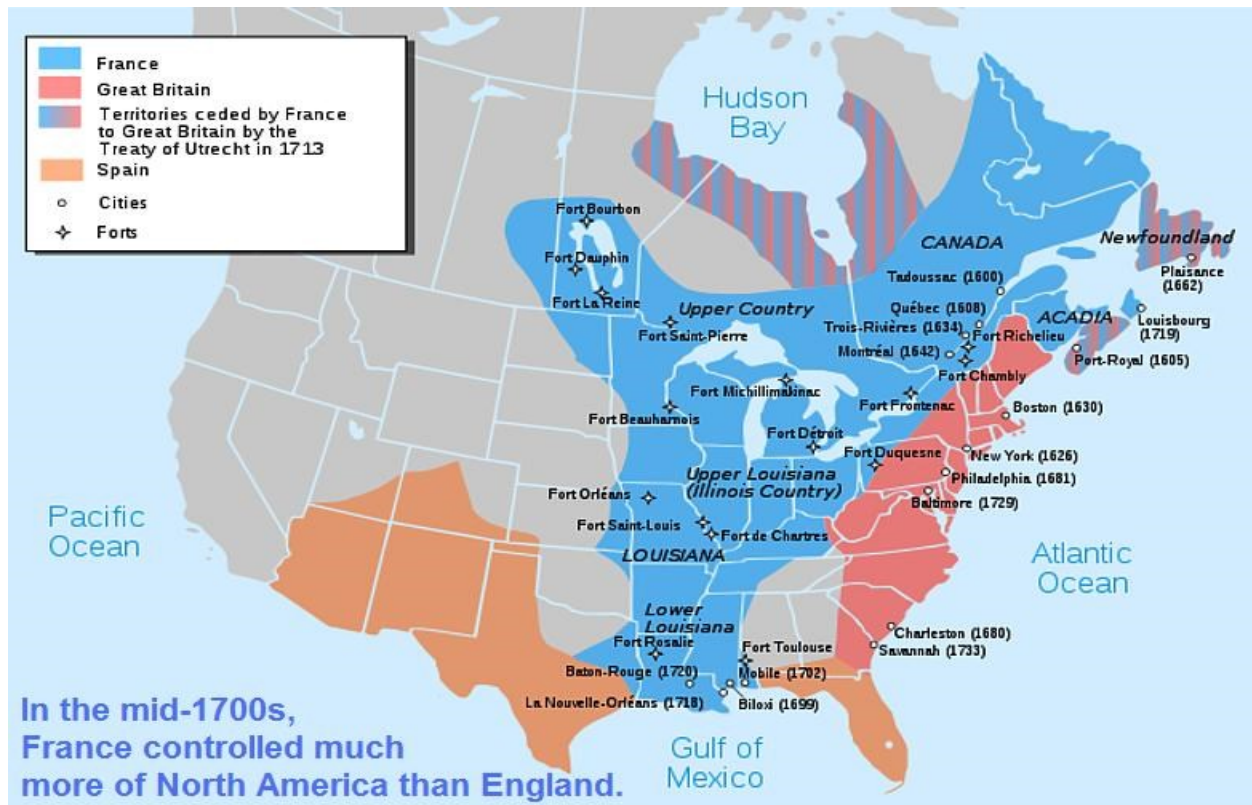 France
Great Britain
Territories ceded by France
to Great Britain by the
Treaty of Utrecht in 1713
Spain
Cities
Forts
Hudson
Bay
Fort Bourbon
Fort Dauphin
Fort La Reine
Upper Country
Fort Saint-Pierre
CANADA
Newfoundland
Plaisance
(1662)
Tadoussac (1600)
Québec (1608)
ACADIA
Louisbourg
(1719)
Trois-Rivières (1634)
Fort Richelieu
Montréal (1642)
Port-Royal (1605)
Fort Chambly
Fort Michillimakinac
Fort Frontenac
Fort Beauharnois
Boston (1630)
Fort Détroit
Fort Duquesne
New York (1626)
Upper Louisiana
(Illinois Country)
Philadelphia (1681)
Fort Orléans
Baltimore (1729)
Pacific
Ocean
Fort Saint-Louis
Fort de Chartres
LOUISIANA
Atlantic
Ocean
Lower
Louisiana
Charleston (1680)
Fort Rosalie
Fort Toulouse
Savannah (1733)
Baton-Rouge (1720)
Mobile (1702)
La Nouvelle-Orléans (1718)
Biloxi (1699)
Gulf of
Mexico
In the mid-1700s,
France controlled much
more of North America than England.